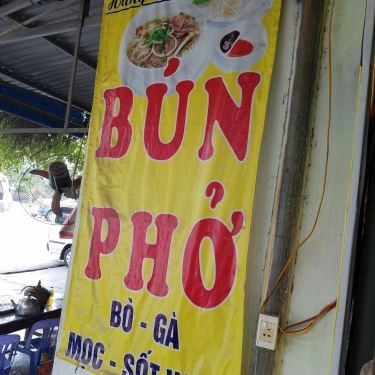 BÚN
PHỞ
BÒ - GÀ
MỌC - SỐT